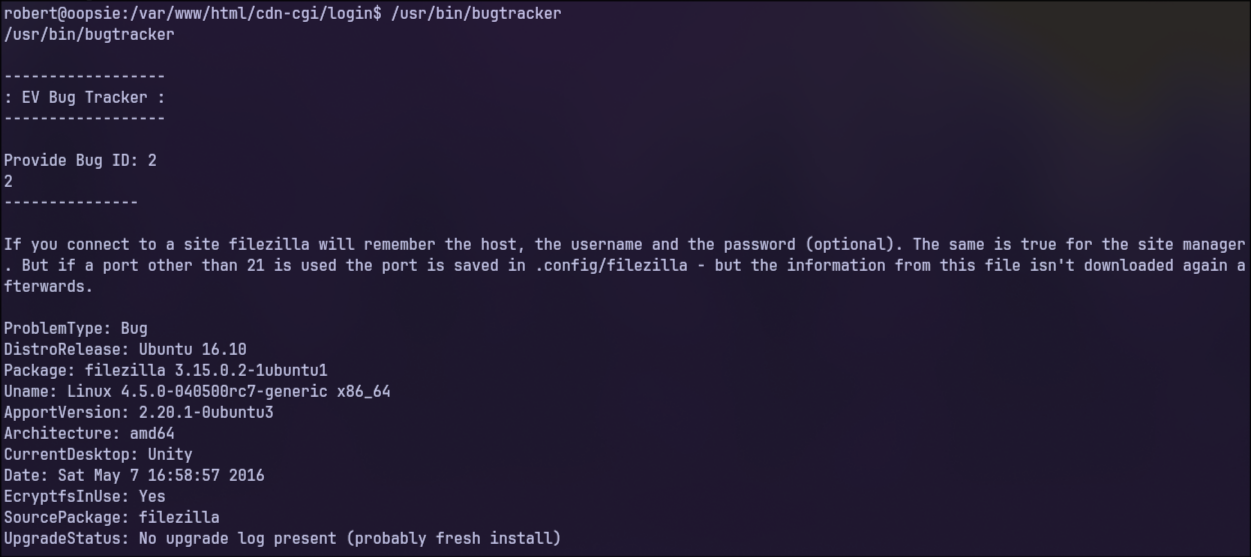 robert@oopsie:/var/www/html/cdn-cgi/login$ /usr/bin/bugtracker
/usr/bin/bugtracker
------------------
: EV Bug Tracker :
------------------
Provide Bug ID: 2
2
---------------
If you connect to a site filezilla will remember the host, the username and the password (optional). The same is true for the site manager
. But if a port other than 21 is used the port is saved in .config/filezilla - but the information from this file isn't downloaded again a
fterwards.
ProblemType: Bug
DistroRelease: Ubuntu 16.10
Package: filezilla 3.15.0.2-1ubuntu1
Uname: Linux 4.5.0-040500rc7-generic x86_64
ApportVersion: 2.20.1-0ubuntu3
Architecture: amd64
CurrentDesktop: Unity
Date: Sat May 7 16:58:57 2016
EcryptfsInUse: Yes
SourcePackage: filezilla
UpgradeStatus: No upgrade log present (probably fresh install)